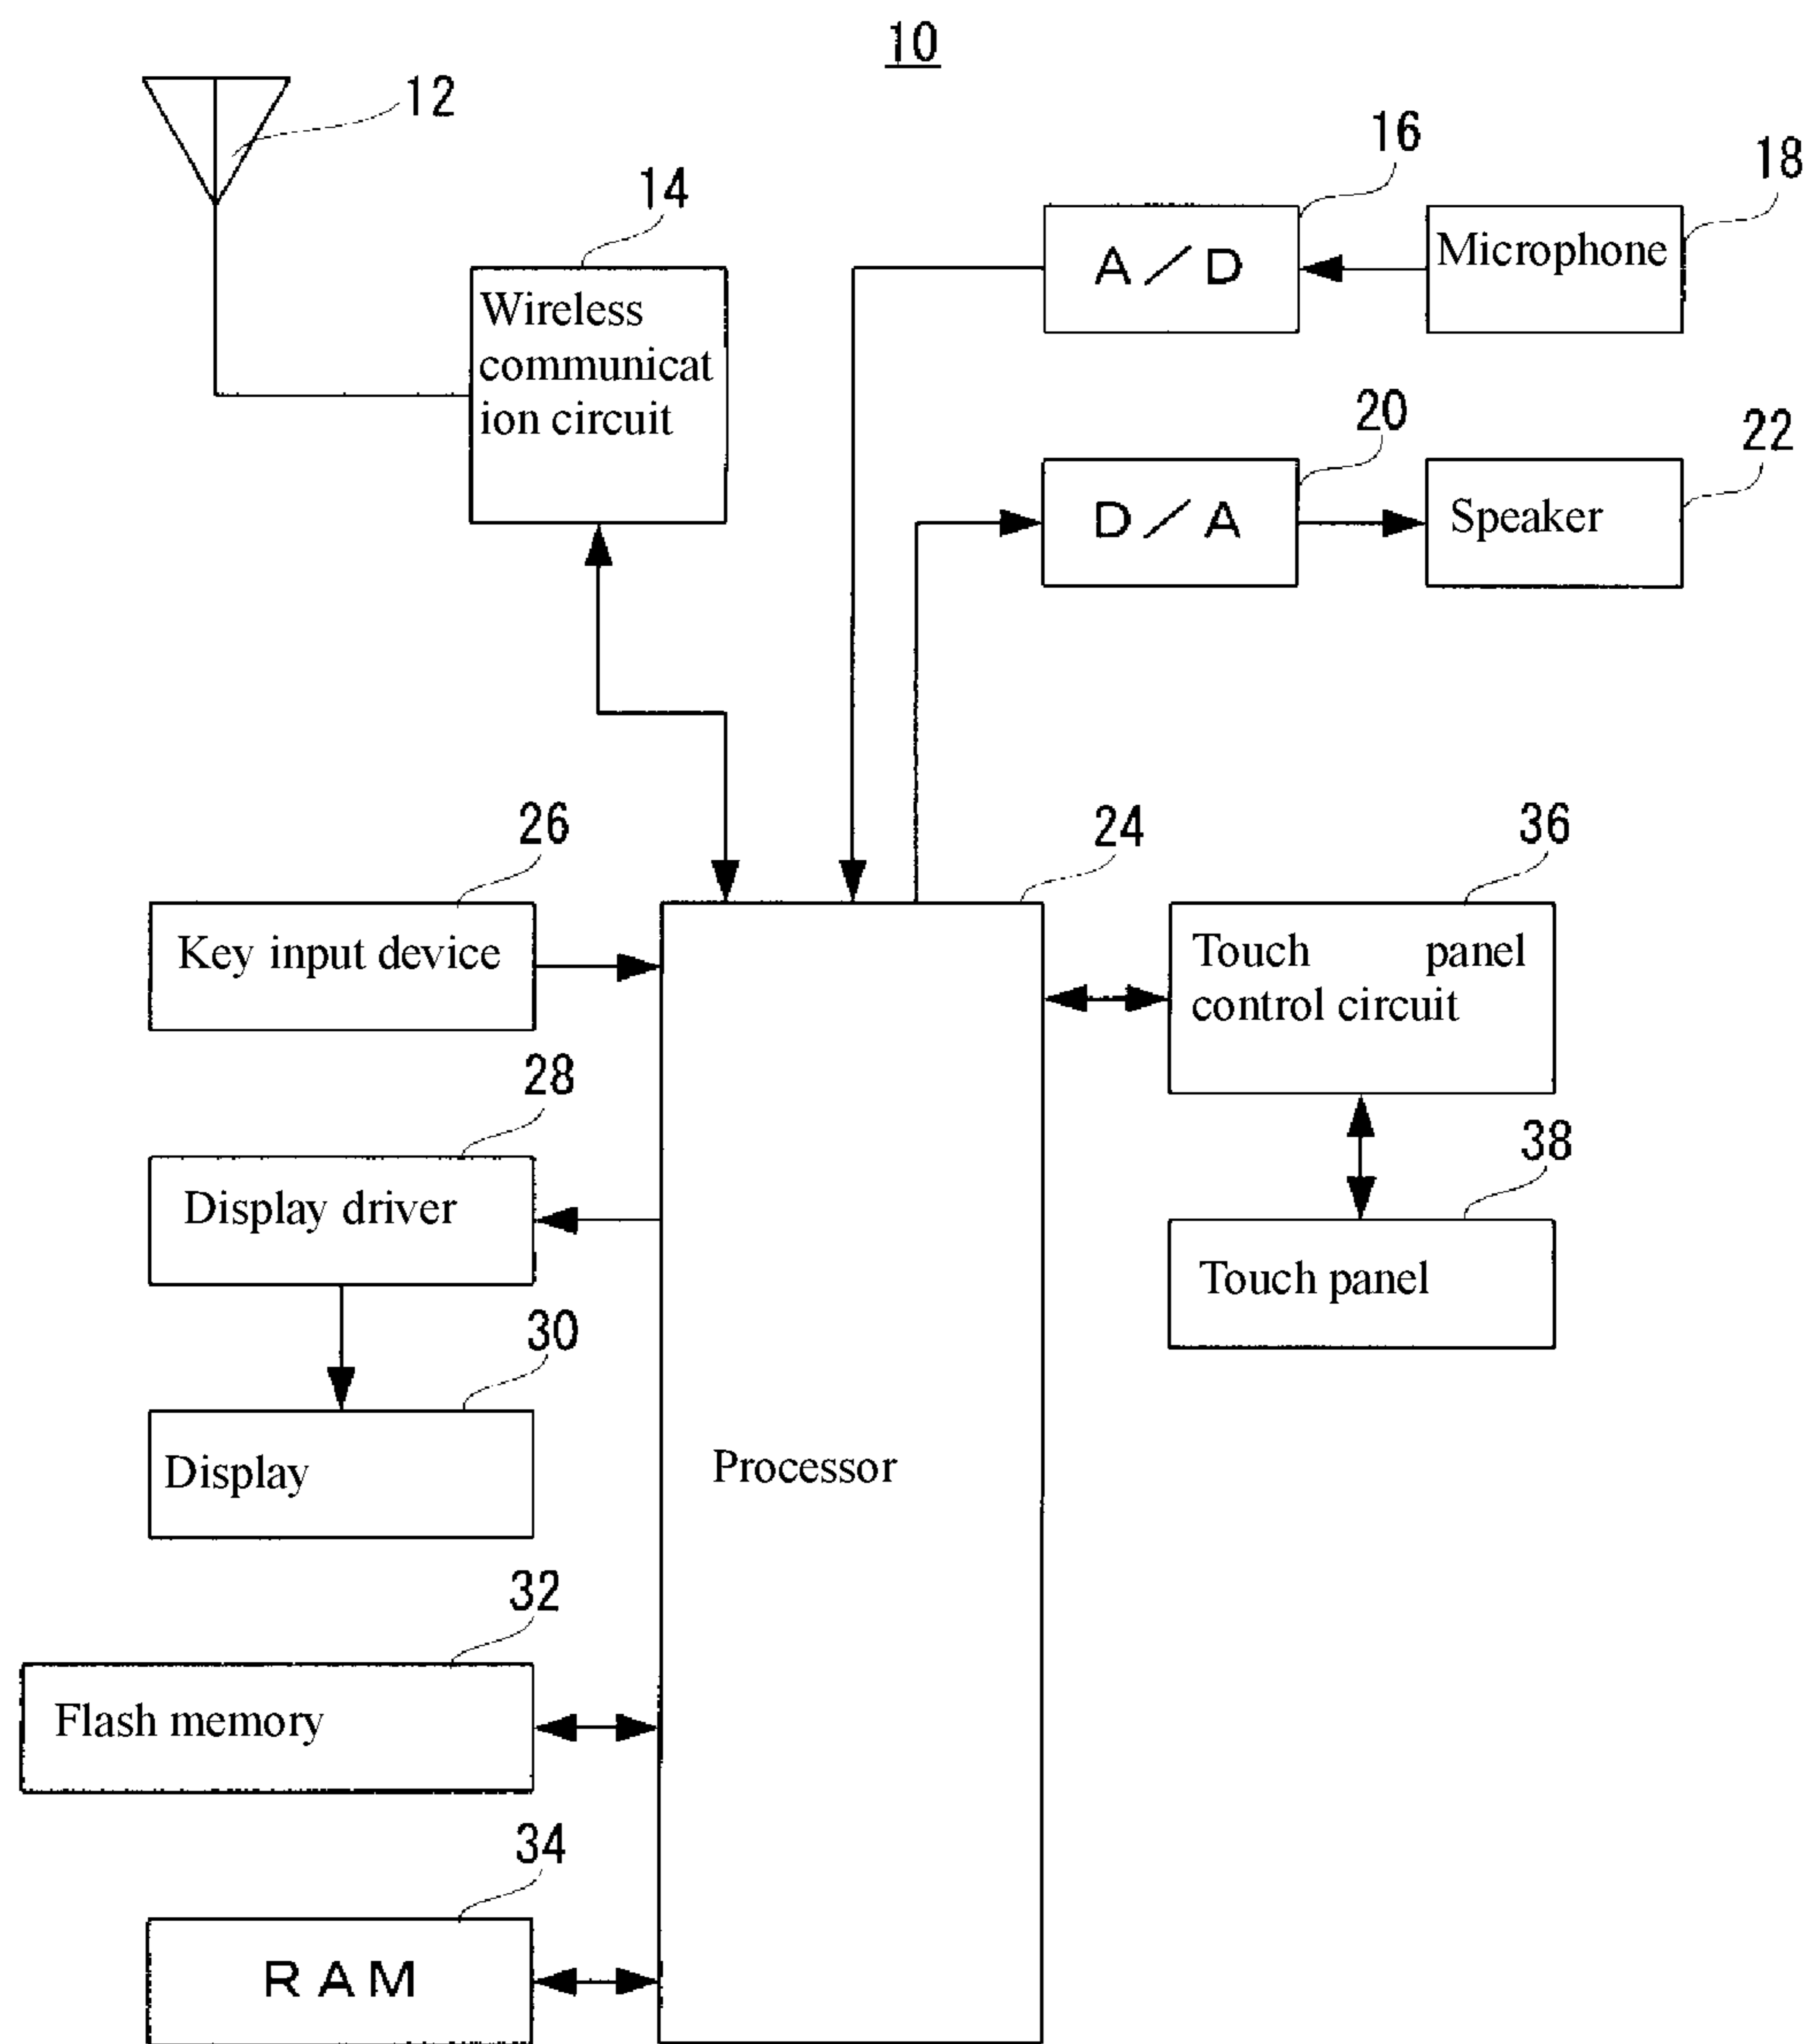 10
12
14
Wireless
communicat
ion circuit
16
A/D
18
Microphone
20
D/A
22
Speaker
26
Key input device
24
Processor
36
Touch panel
control circuit
28
Display driver
38
Touch panel
30
Display
32
Flash memory
34
RAM